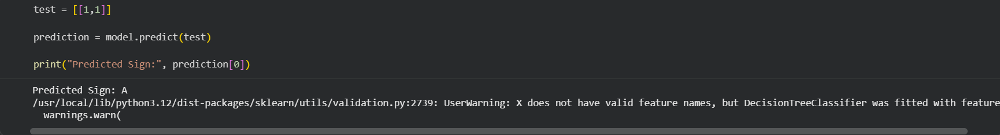 test = [[1,1]]
prediction = model.predict(test)
print("Predicted Sign:", prediction[0])
Predicted Sign: A
/usr/local/lib/python3.12/dist-packages/sklearn/utils/validation.py:2739: UserWarning: X does not have valid feature names, but DecisionTreeClassifier was fitted with feature
warnings.warn(